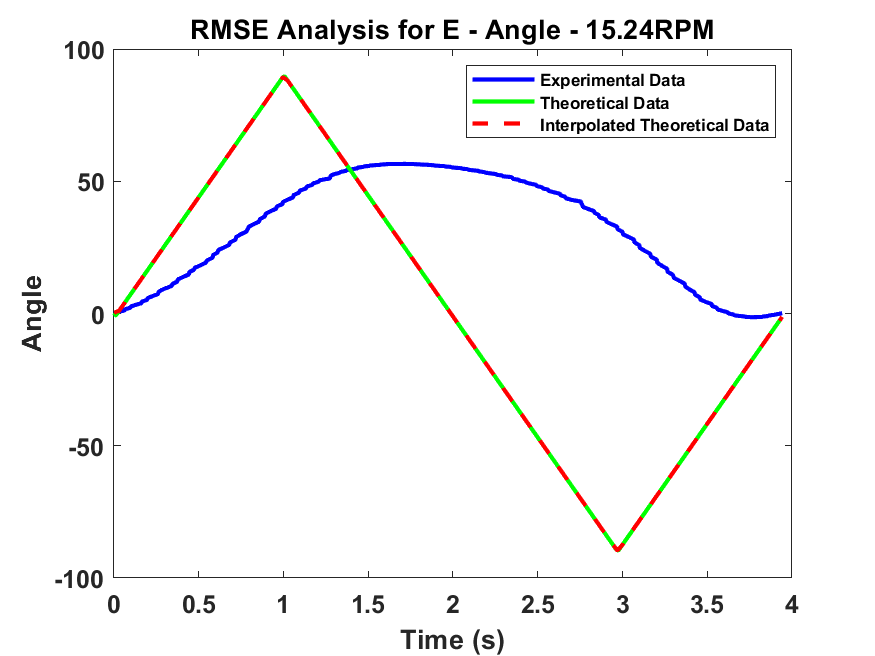 RMSE Analysis for E - Angle - 15.24RPM
100
50
0
-50
-100
Angle
Experimental Data
Theoretical Data
Interpolated Theoretical Data
0 0.5 1 1.5 2 2.5 3 3.5 4
Time (s)